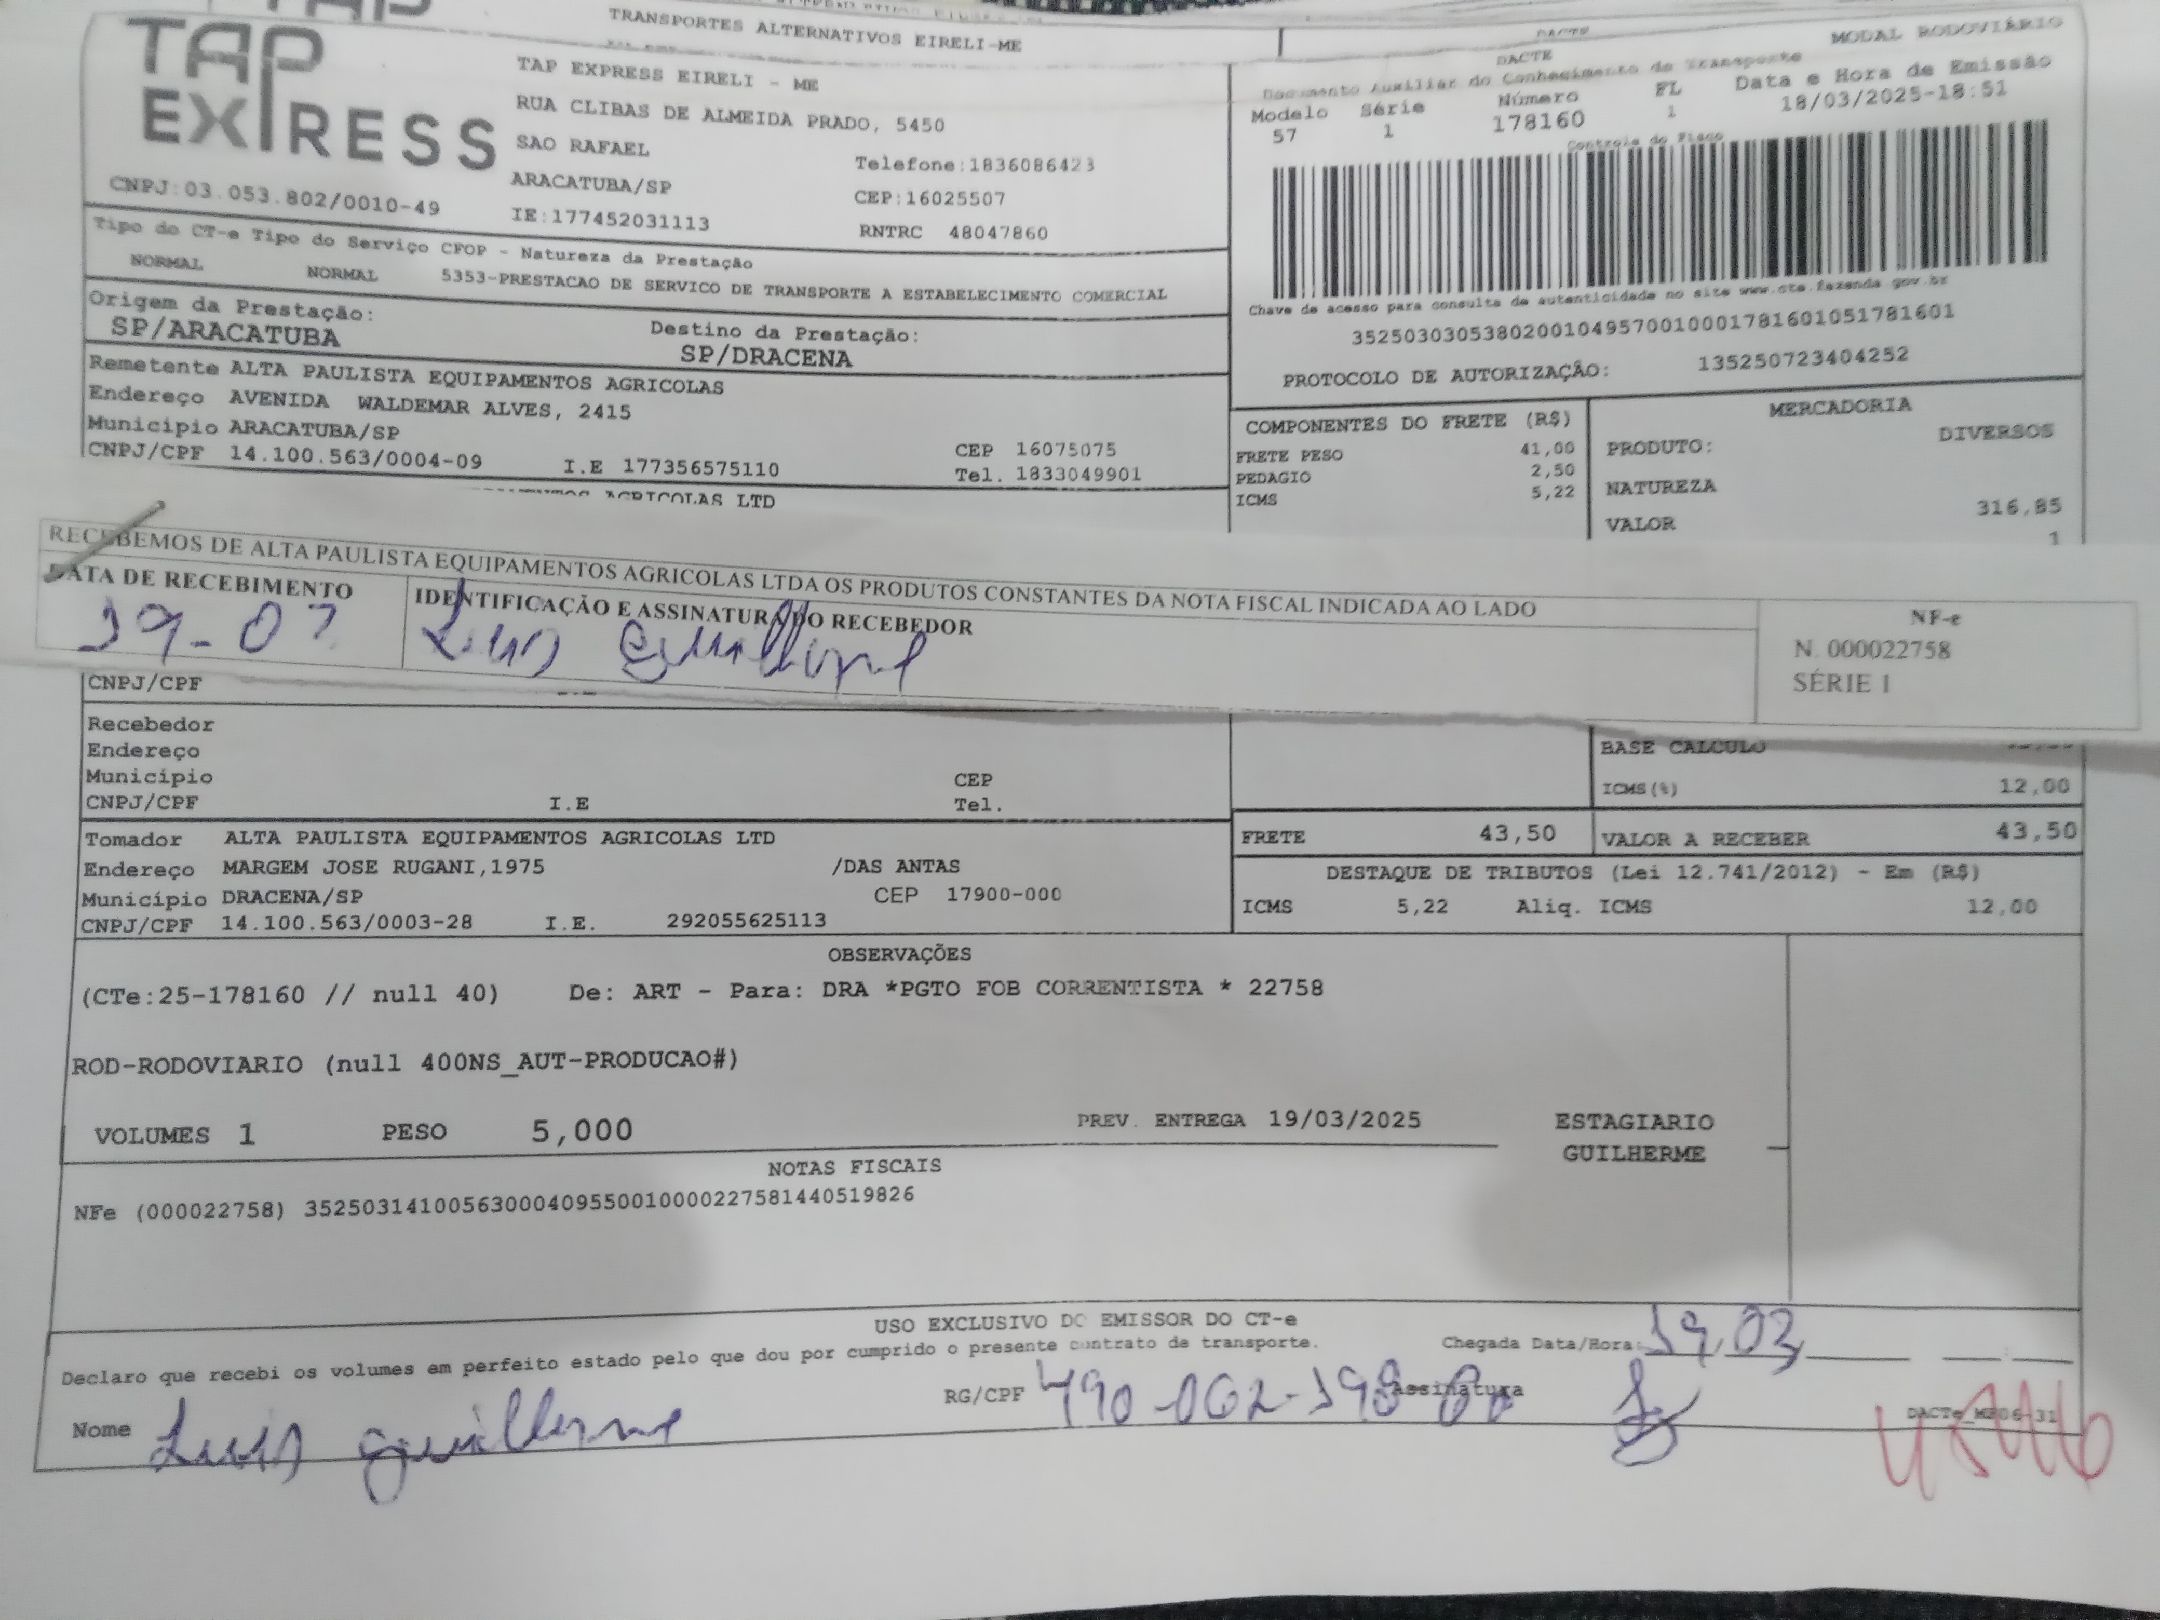 TRANSPORTES ALTERNATIVOS EIRELI-ME
TAP EXPRESS
TAP EXPRESS EIRELI - ME
RUA CLIBAS DE ALMEIDA PRADO, 5450
SAO RAFAEL
Telefone:1836086423
ARACATUBA/SP
CEP:16025507
CNPJ:03.053.802/0010-49
IE:177452031113
RNTRC 48047860
DACTE
MODAL RODOVIÁRIO
DACTE
Documento Auxiliar do Conhecimento de Transporte
Modelo Série Número FL Data e Hora de Emissão
57 1 178160 1 18/03/2025-18:51
Controle do Fisco
Chave de acesso para consulta de autenticidade no site www.cte.fazenda.gov.br
35250303053802001049570010001781601051781601
PROTOCOLO DE AUTORIZAÇÃO: 135250723404252
Tipo do CT-e Tipo do Serviço CFOP - Natureza da Prestação
NORMAL NORMAL 5353-PRESTACAO DE SERVICO DE TRANSPORTE A ESTABELECIMENTO COMERCIAL
Origem da Prestação: Destino da Prestação:
SP/ARACATUBA SP/DRACENA
Remetente ALTA PAULISTA EQUIPAMENTOS AGRICOLAS
Endereço AVENIDA WALDEMAR ALVES, 2415
Município ARACATUBA/SP CEP 16075075
CNPJ/CPF 14.100.563/0004-09 I.E 177356575110 Tel. 1833049901
AGRICOLAS LTD
COMPONENTES DO FRETE (R$)
FRETE PESO 41,00
PEDAGIO 2,50
ICMS 5,22
MERCADORIA
PRODUTO: DIVERSOS
NATUREZA
VALOR 316,85
1
RECEBEMOS DE ALTA PAULISTA EQUIPAMENTOS AGRICOLAS LTDA OS PRODUTOS CONSTANTES DA NOTA FISCAL INDICADA AO LADO
DATA DE RECEBIMENTO
IDENTIFICAÇÃO E ASSINATURA DO RECEBEDOR
19-03
Luis Guilherme
NF-e
N. 000022758
SÉRIE 1
CNPJ/CPF
Recebedor
Endereço
Município CEP
CNPJ/CPF I.E Tel.
BASE CALCULO
ICMS(%) 12,00
Tomador ALTA PAULISTA EQUIPAMENTOS AGRICOLAS LTD
Endereço MARGEM JOSE RUGANI,1975 /DAS ANTAS
Município DRACENA/SP CEP 17900-000
CNPJ/CPF 14.100.563/0003-28 I.E. 292055625113
FRETE 43,50 VALOR A RECEBER 43,50
DESTAQUE DE TRIBUTOS (Lei 12.741/2012) - Em (R$)
ICMS 5,22 Aliq. ICMS 12,00
OBSERVAÇÕES
(CTe:25-178160 // null 40) De: ART - Para: DRA *PGTO FOB CORRENTISTA * 22758
ROD-RODOVIARIO (null 400NS_AUT-PRODUCAO#)
VOLUMES 1 PESO 5,000 PREV. ENTREGA 19/03/2025
ESTAGIARIO
GUILHERME
NOTAS FISCAIS
NFe (000022758) 35250314100563000409550010000227581440519826
USO EXCLUSIVO DO EMISSOR DO CT-e
Declaro que recebi os volumes em perfeito estado pelo que dou por cumprido o presente contrato de transporte.
Chegada Data/Hora: 19,03
Nome Luis guilherme
RG/CPF 490-062-198-60 Assinatura